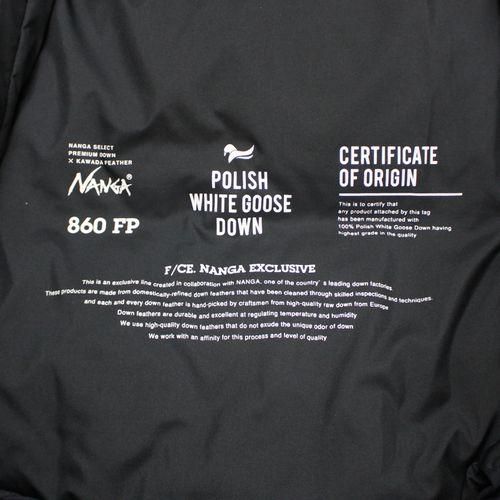 NANGA SELECT
PREMIUM DOWN
X KAWADA FEATHER
NANGA
860 FP
POLISH
WHITE GOOSE
DOWN
CERTIFICATE
OF ORIGIN
This is to certify that
any product attached by this tag
has been manufactured with
100% Polish White Goose Down having
highest grade in the quality
F/CE. NANGA EXCLUSIVE
This is an exclusive line created in collaboration with NANGA, one of the country's leading down factories.
These products are made from domestically-refined down feathers that have been cleaned through skilled inspections and techniques.
and each and every down feather is hand-picked by craftsman from high-quality raw down from Europe
Down feathers are durable and excellent at regulating temperature and humidity
We use high-quality down feathers that do not exude the unique odor of down
We work with an affinity for this process and level of quality